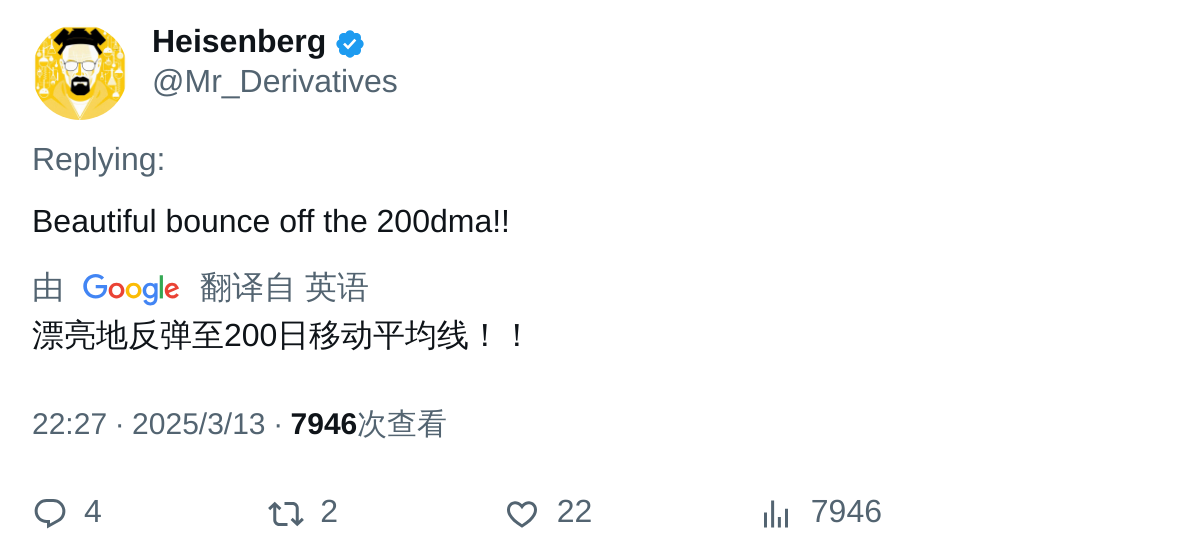 Heisenberg
@Mr_Derivatives
Replying:
Beautiful bounce off the 200dma!!
由 Google 翻译自 英语
漂亮地反弹至200日移动平均线！！
22:27 · 2025/3/13 · 7946次查看
4 2 22 7946